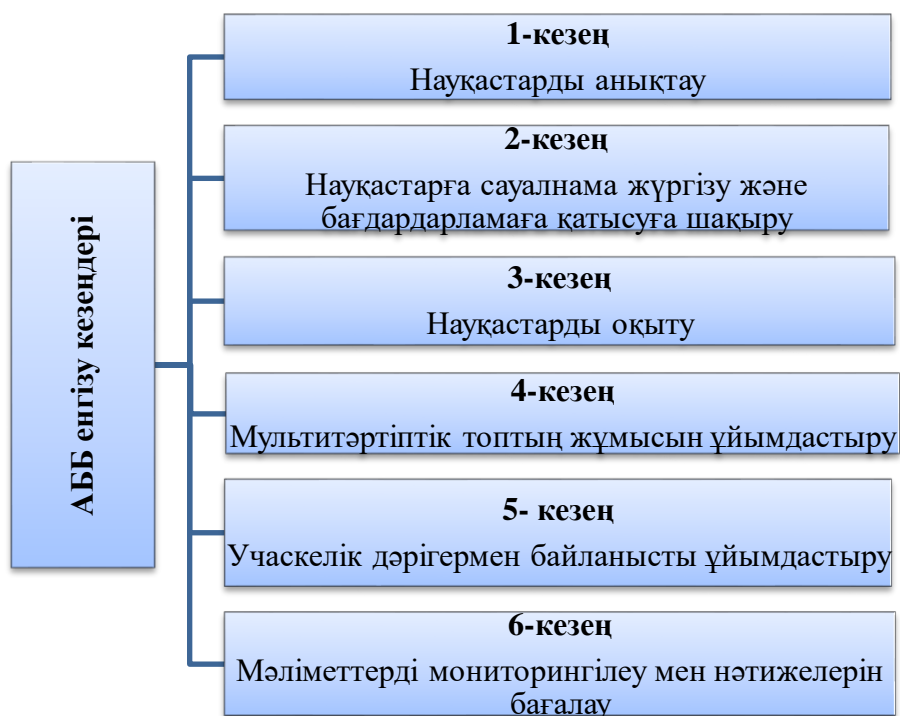 АББ енгізу кезеңдері
1-кезең
Науқастарды анықтау
2-кезең
Науқастарға сауалнама жүргізу және
бағдардарламаға қатысуға шақыру
3-кезең
Науқастарды оқыту
4-кезең
Мультитәртіптік топтың жұмысын ұйымдастыру
5- кезең
Учаскелік дәрігермен байланысты ұйымдастыру
6-кезең
Мәліметтерді мониторингілеу мен нәтижелерін
бағалау